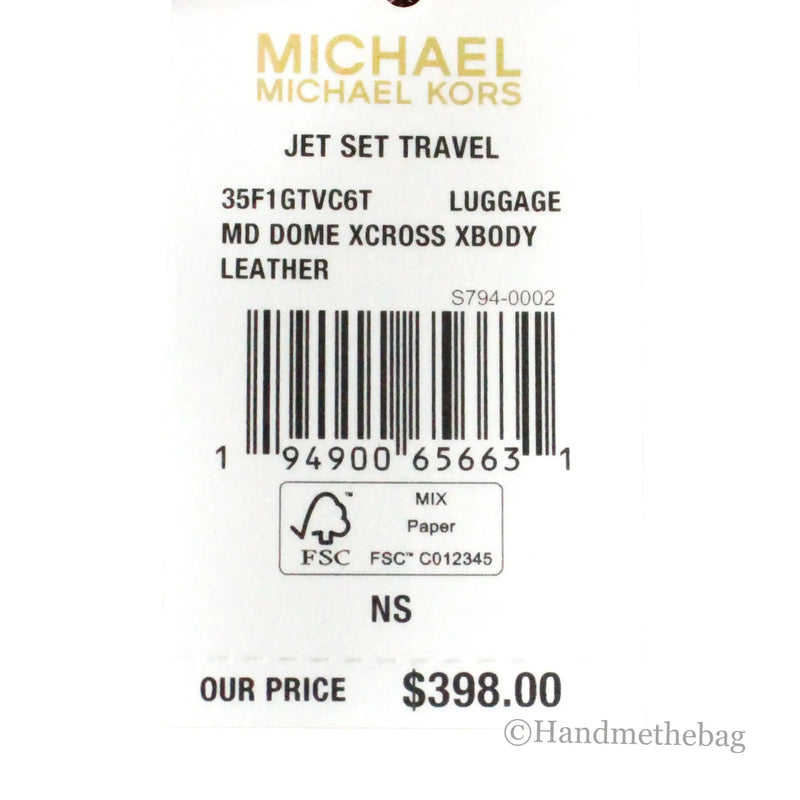 MICHAEL
MICHAEL KORS
JET SET TRAVEL
35F1GTVC6T LUGGAGE
MD DOME XCROSS XBODY
LEATHER
S794-0002
1 94900 65663 1
MIX
Paper
FSC™ C012345
FSC
NS
OUR PRICE $398.00
©Handmethebag